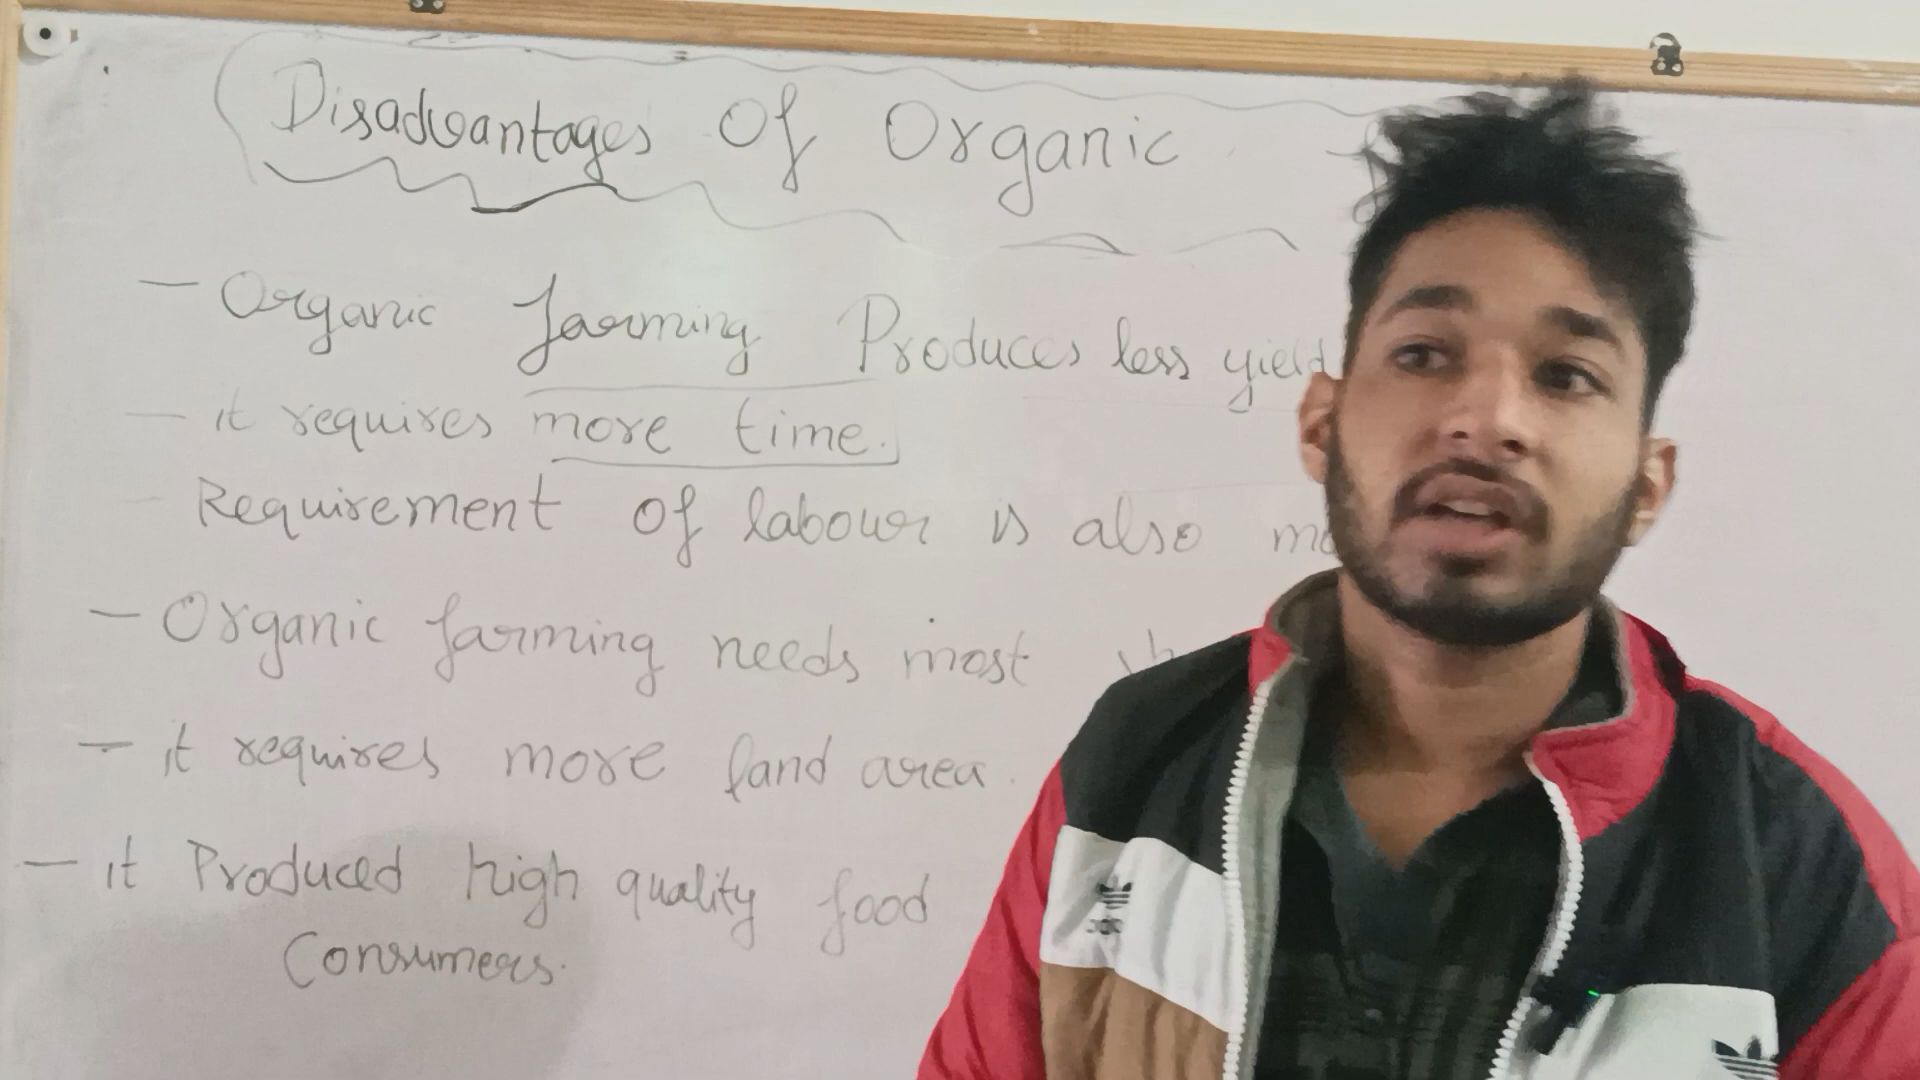 Disadvantages Of Organic
- Organic farming Produces less yield
- it requires more time.
- Requirement of labour is also
- Organic farming needs most
- it requires more land area.
- it Produced high quality food
Consumers.